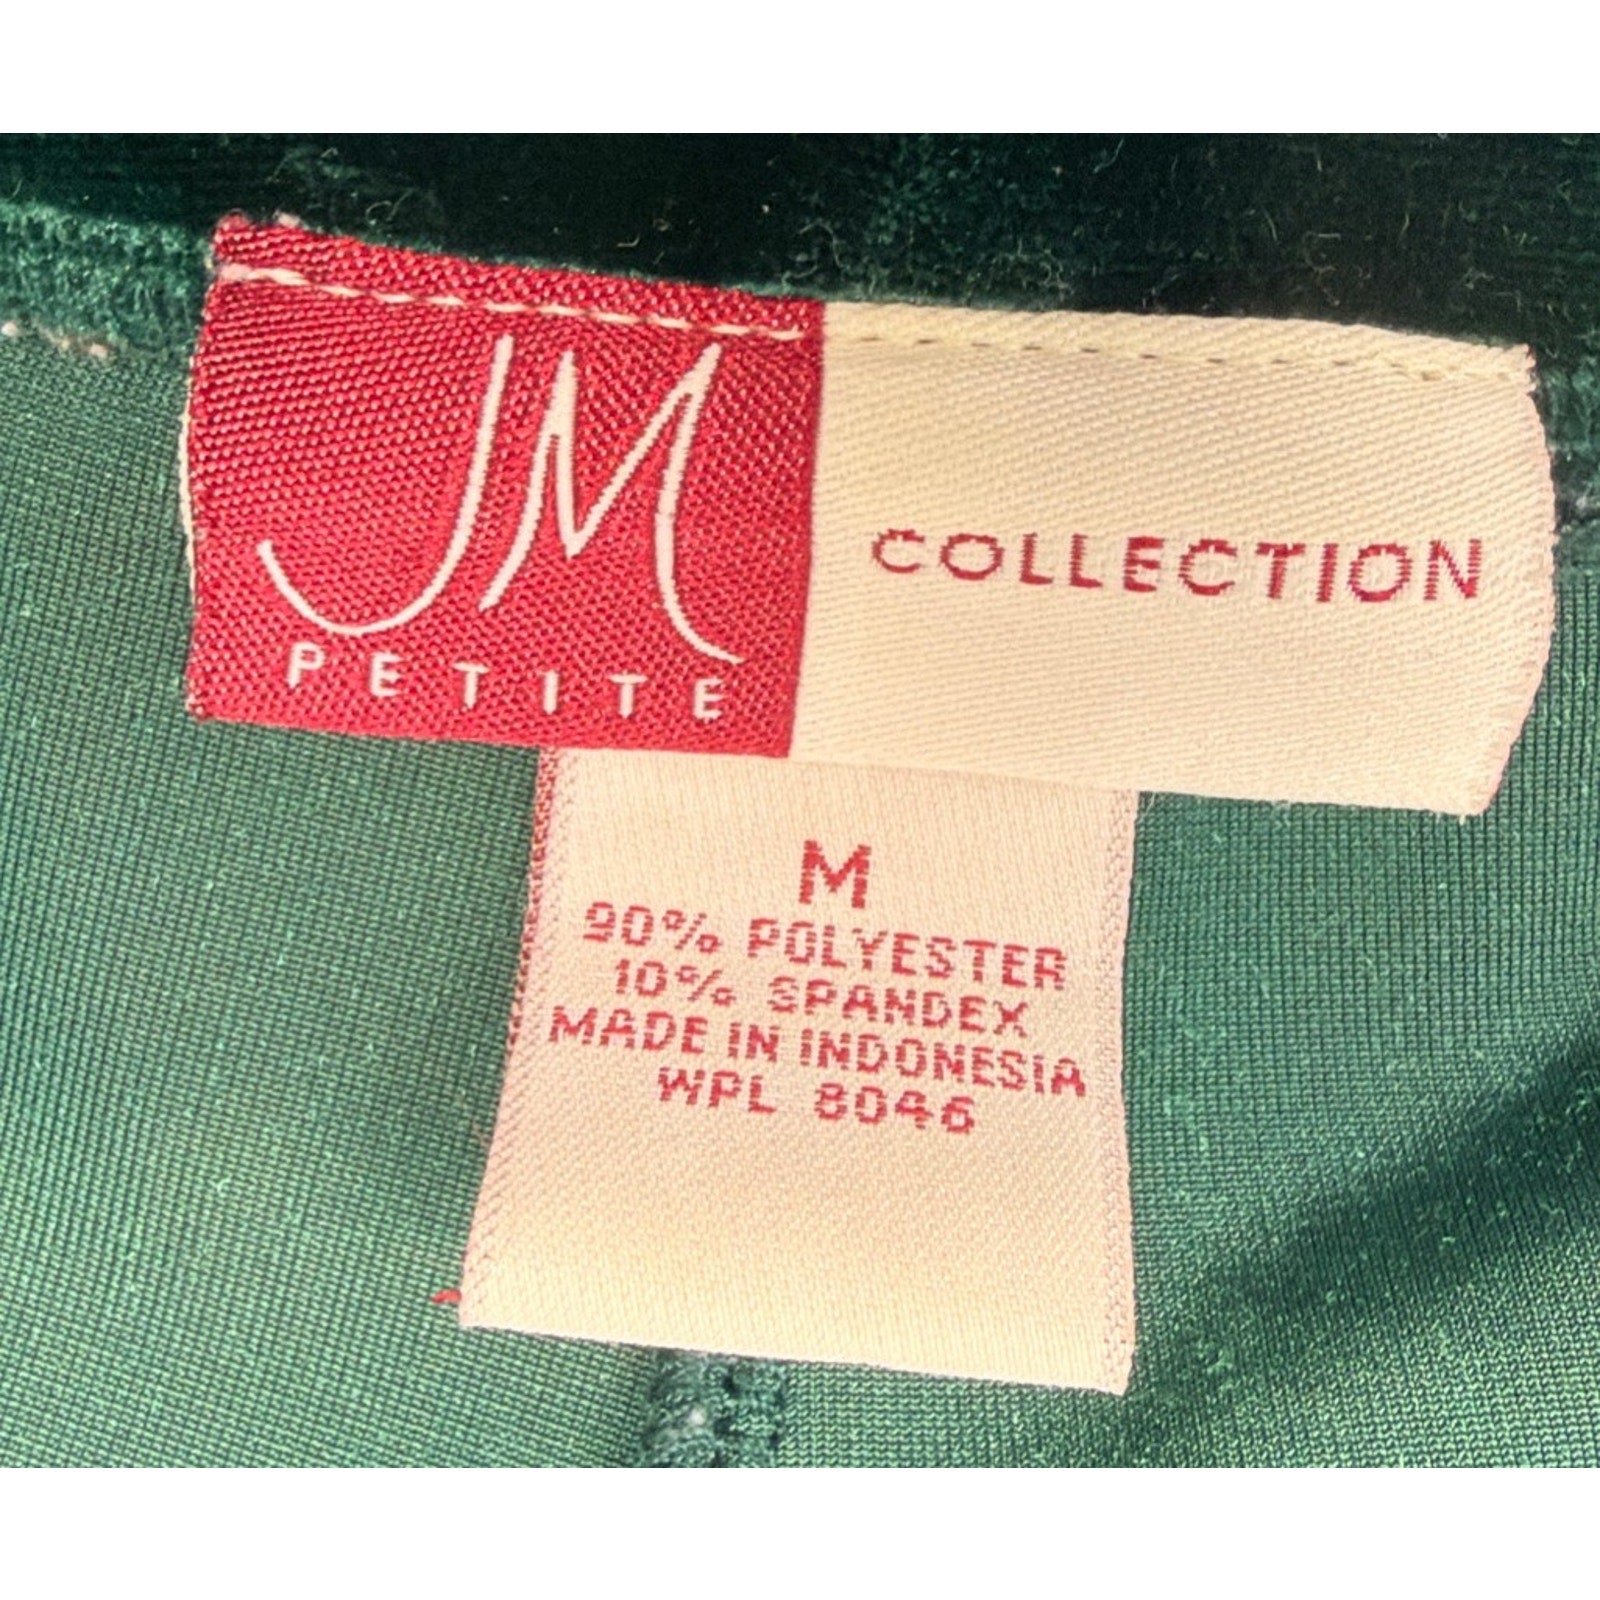 JM
PETITE
COLLECTION
M
90% POLYESTER
10% SPANDEX
MADE IN INDONESIA
WPL 8046